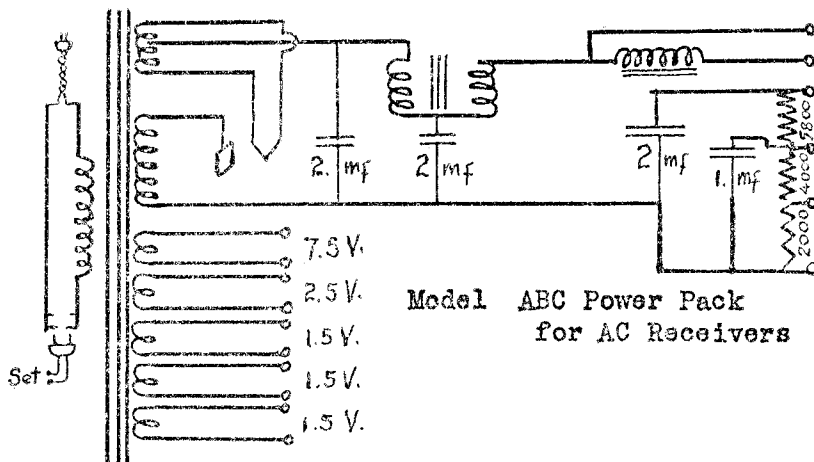 2. mf
2 mf
2 mf
1. mf
5800
4000
2000
7.5 V.
2.5 V.
1.5 V.
1.5 V.
1.5 V.
Model ABC Power Pack
for AC Receivers
Set